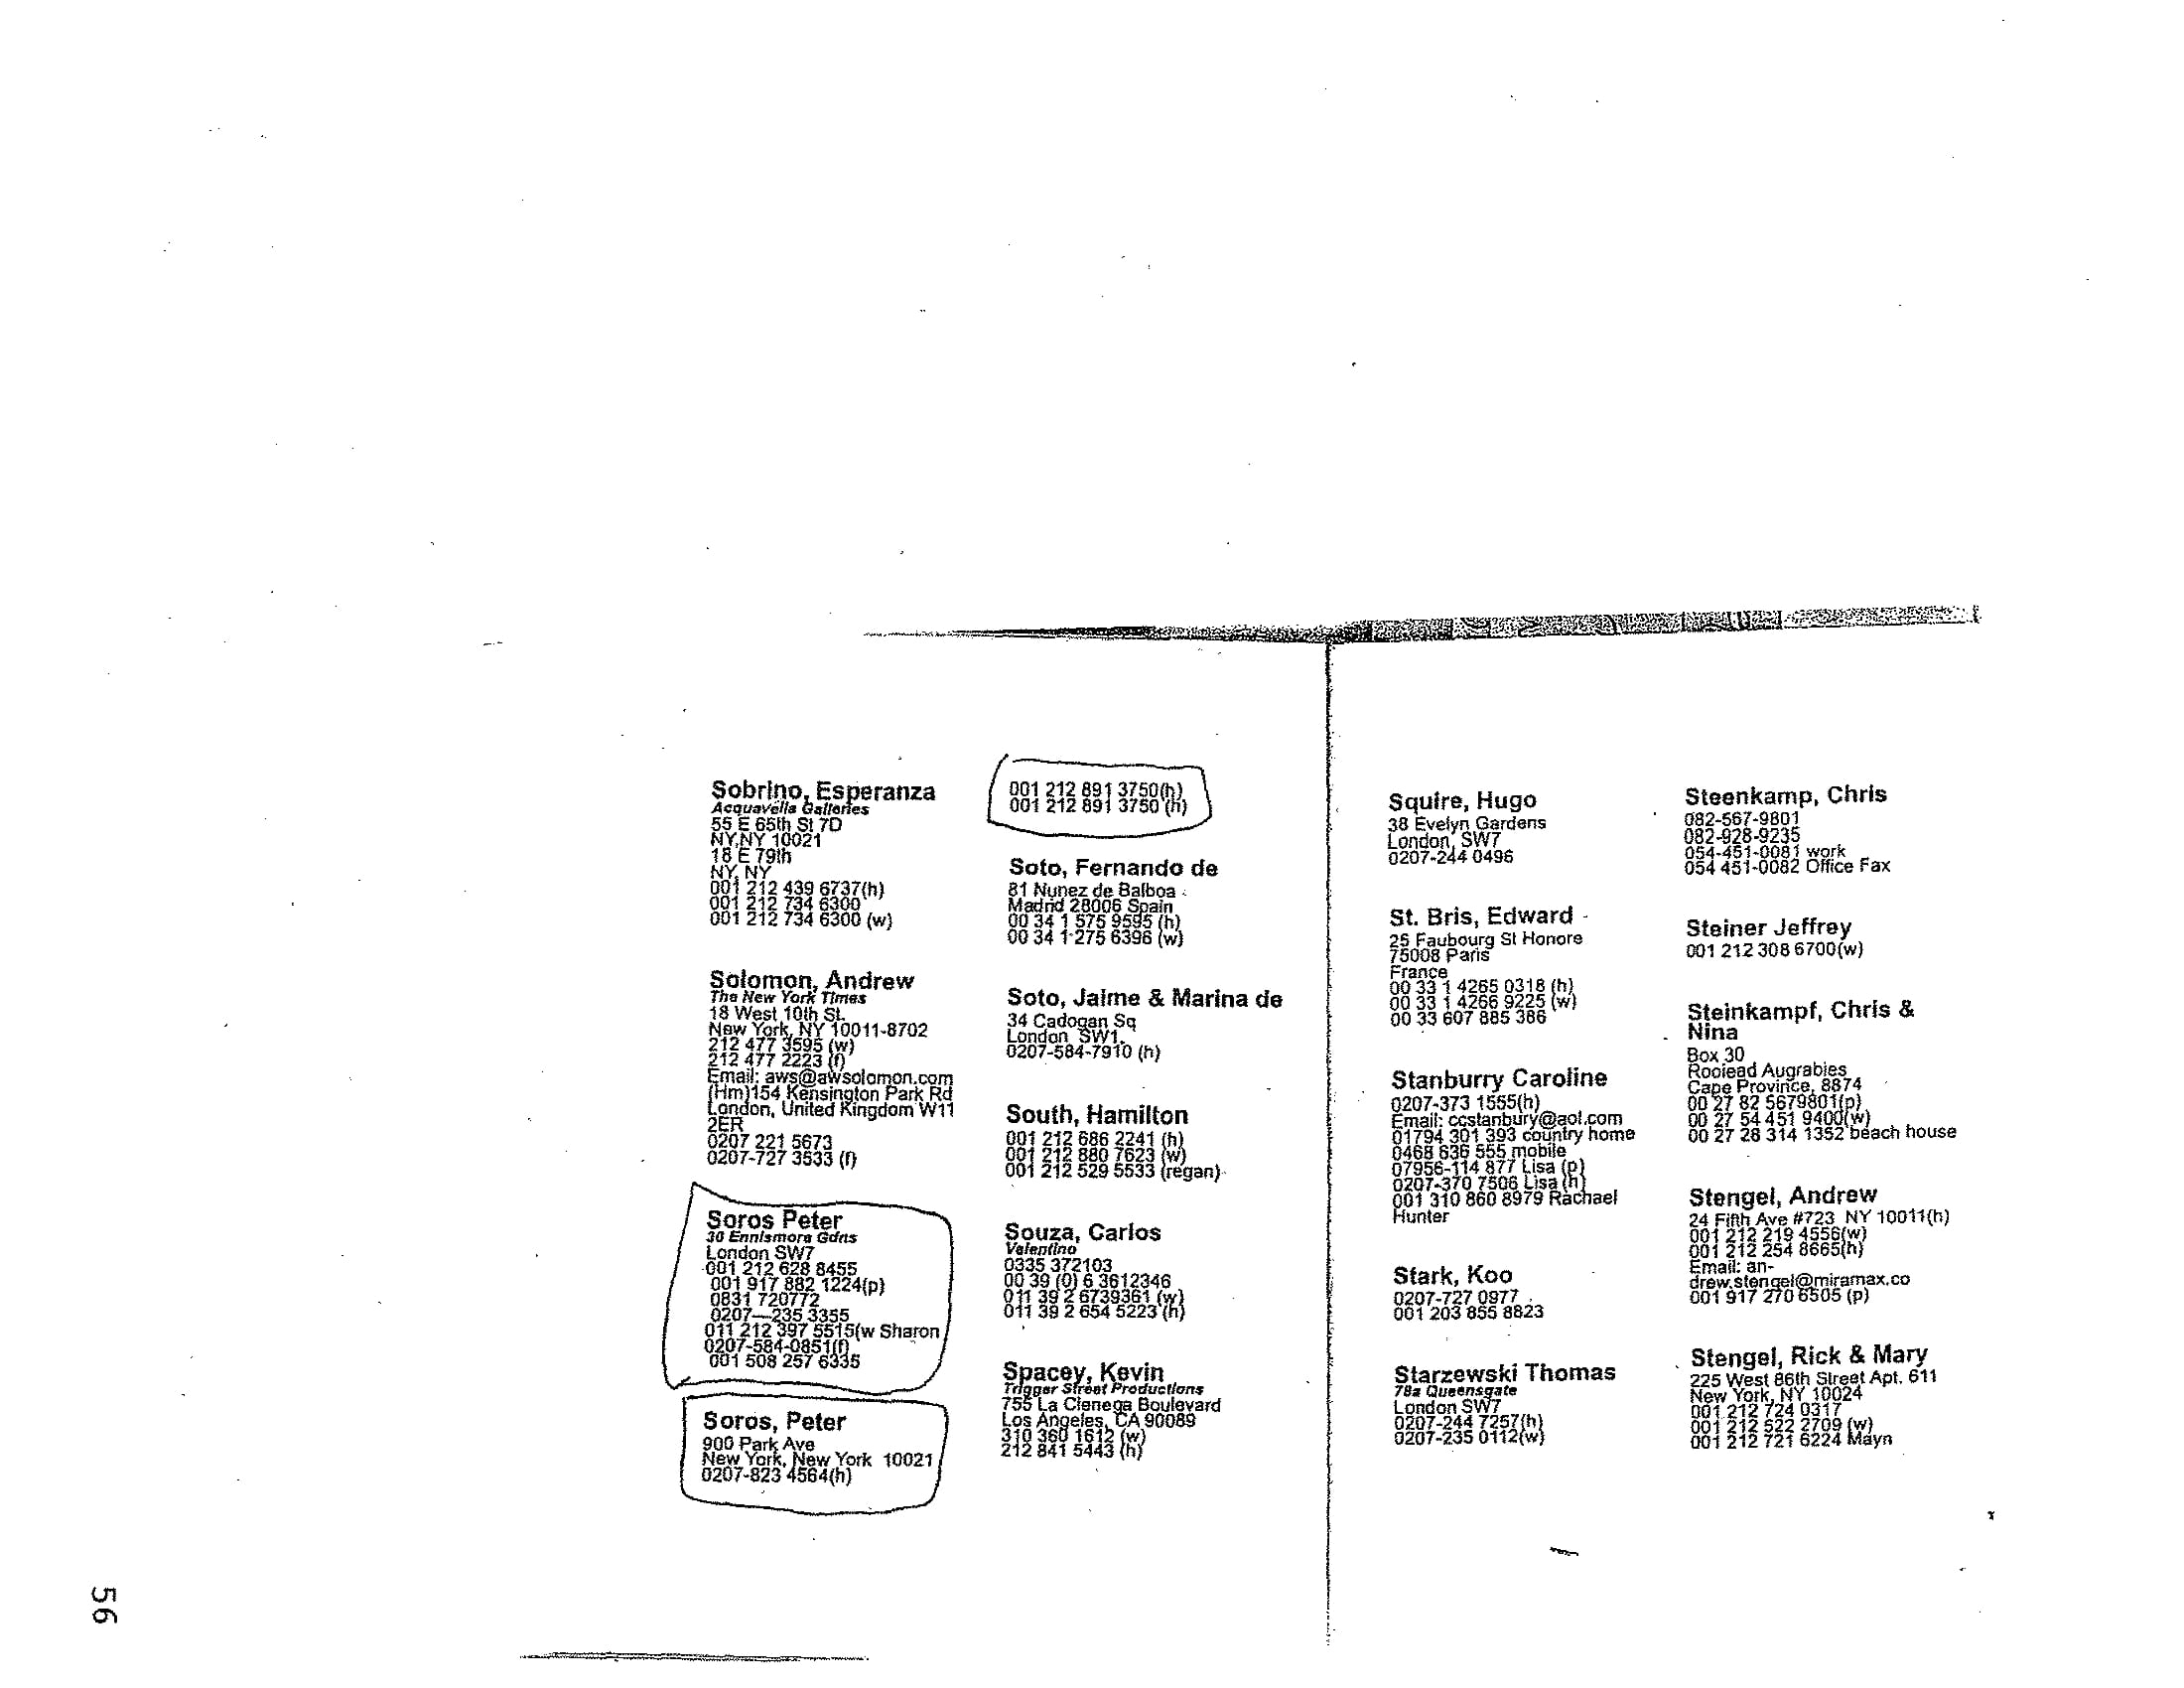 Sobrino, Esperanza
Acquavella Galleries
55 E 65th St 7D
NY,NY 10021
18 E 79th
NY, NY
001 212 439 6737(h)
001 212 734 6300
001 212 734 6300 (w)
Solomon, Andrew
The New York Times
18 West 10th St.
New York, NY 10011-8702
212 477 3595 (w)
212 477 2223 (f)
Email: aws@awsolomon.com
(Hm)154 Kensington Park Rd
London, United Kingdom W11
2ER
0207 221 5673
0207-727 3533 (f)
Soros Peter
30 Ennismore Gdns
London SW7
001 212 628 8455
001 917 882 1224(p)
0831 720772
0207—235 3355
011 212 397 5515(w Sharon
0207-584-0851(f)
001 508 257 6335
Soros, Peter
900 Park Ave
New York, New York 10021
0207-823 4564(h)
001 212 891 3750(h)
001 212 891 3750 (h)
Soto, Fernando de
81 Nunez de Balboa
Madrid 28006 Spain
00 34 1 575 9595 (h)
00 34 1 275 6396 (w)
Soto, Jaime & Marina de
34 Cadogan Sq
London SW1.
0207-584-7910 (h)
South, Hamilton
001 212 686 2241 (h)
001 212 880 7623 (w)
001 212 529 5533 (regan)
Souza, Carlos
Valentino
0335 372103
00 39 (0) 6 3612346
011 39 2 6739361 (w)
011 39 2 654 5223 (h)
Spacey, Kevin
Trigger Street Productions
755 La Cienega Boulevard
Los Angeles, CA 90089
310 360 1612 (w)
212 841 5443 (h)
Squire, Hugo
38 Evelyn Gardens
London, SW7
0207-244 0496
St. Bris, Edward
25 Faubourg St Honore
75008 Paris
France
00 33 1 4265 0318 (h)
00 33 1 4266 9225 (w)
00 33 607 885 386
Stanburry Caroline
0207-373 1555(h)
Email: ccstanbury@aol.com
01794 301 393 country home
0468 636 555 mobile
07956-114 877 Lisa (p)
0207-370 7506 Lisa (h)
001 310 860 8979 Rachael
Hunter
Stark, Koo
0207-727 0977
001 203 855 8823
Starzewski Thomas
78a Queensgate
London SW7
0207-244 7257(h)
0207-235 0112(w)
Steenkamp, Chris
082-567-9801
082-928-9235
054-451-0081 work
054 451-0082 Office Fax
Steiner Jeffrey
001 212 308 6700(w)
Steinkampf, Chris &
Nina
Box 30
Rooiead Augrabies
Cape Province, 8874
00 27 82 5679801(p)
00 27 54 451 9400(w)
00 27 28 314 1352 beach house
Stengel, Andrew
24 Fifth Ave #723 NY 10011(h)
001 212 219 4556(w)
001 212 254 8665(h)
Email: an-
drew.stengel@miramax.co
001 917 270 6505 (p)
Stengel, Rick & Mary
225 West 86th Street Apt. 611
New York, NY 10024
001 212 724 0317
001 212 522 2709 (w)
001 212 721 6224 Mayn
56